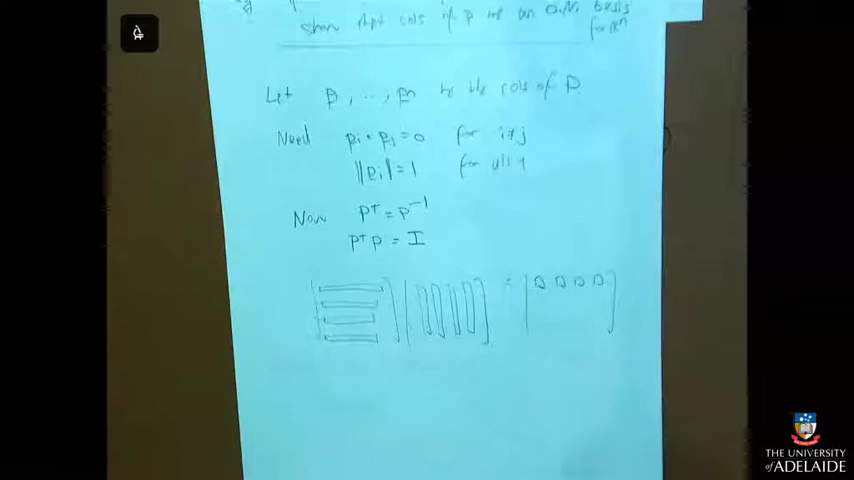 show that cols of P are an o.n. basis
for ℝⁿ
Let p₁, ..., pₙ be the cols of P.
Need pᵢ • pⱼ = 0 for i≠j
||pᵢ|| = 1 for all i
Now Pᵀ = P⁻¹
PᵀP = I
=
THE UNIVERSITY
of ADELAIDE